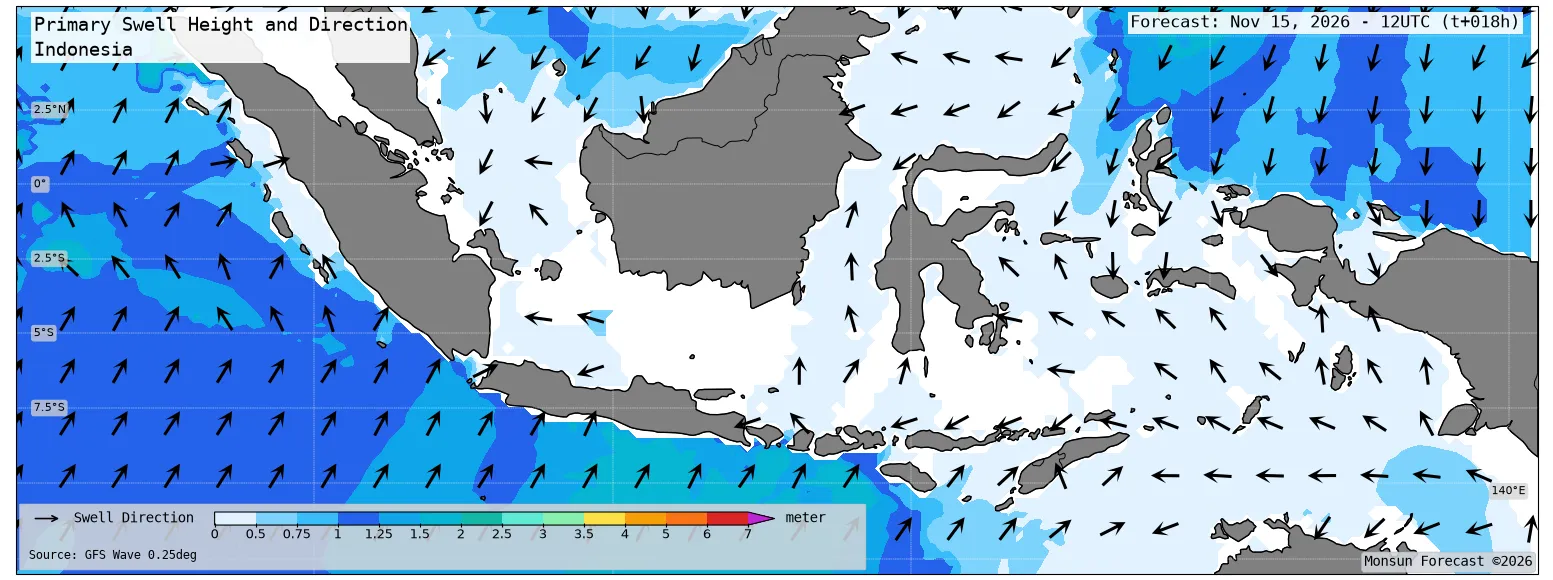 Primary Swell Height and Direction
Indonesia
Forecast: Nov 15, 2026 - 12UTC (t+018h)
2.5°N
0°
2.5°S
5°S
7.5°S
140°E
Swell Direction
meter
0 0.5 0.75 1 1.25 1.5 2 2.5 3 3.5 4 5 6 7
Source: GFS Wave 0.25deg
Monsun Forecast ©2026